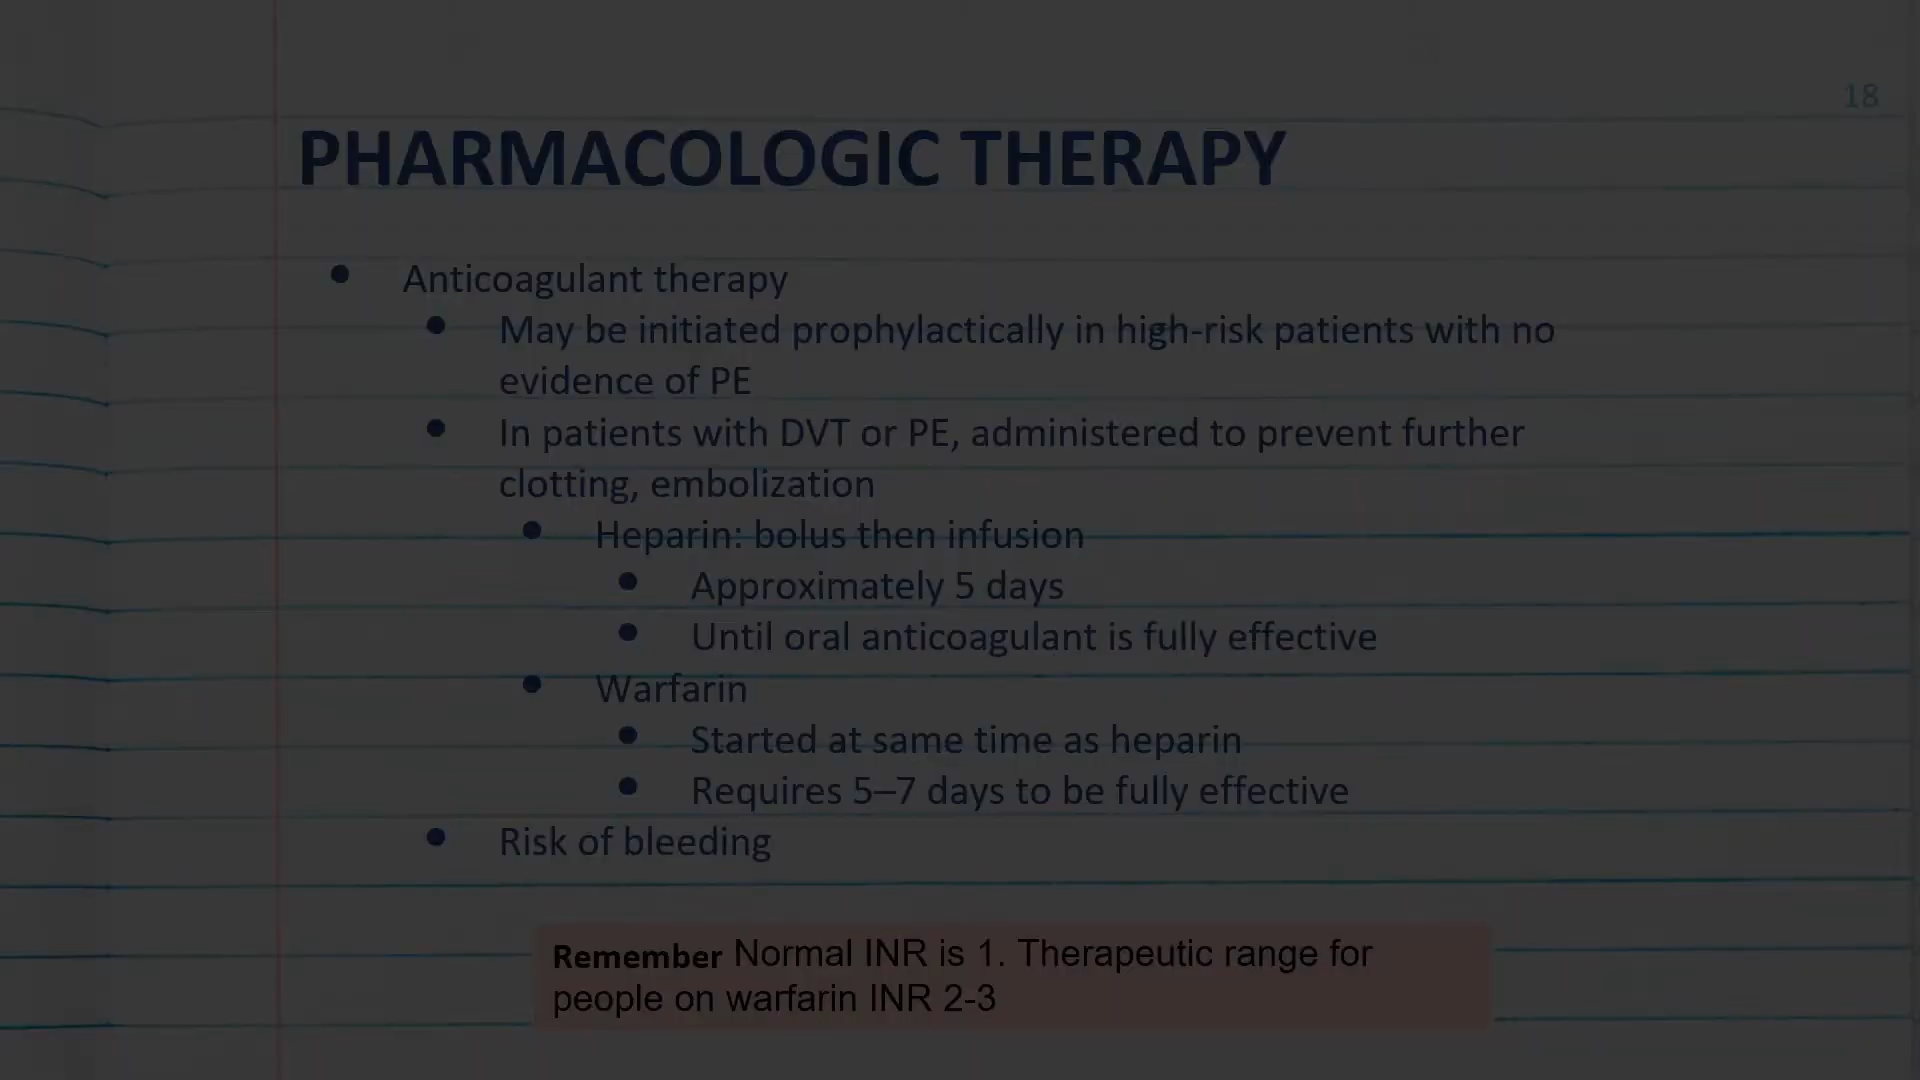 18
PHARMACOLOGIC THERAPY
• Anticoagulant therapy
• May be initiated prophylactically in high-risk patients with no
evidence of PE
• In patients with DVT or PE, administered to prevent further
clotting, embolization
• Heparin: bolus then infusion
• Approximately 5 days
• Until oral anticoagulant is fully effective
• Warfarin
• Started at same time as heparin
• Requires 5–7 days to be fully effective
• Risk of bleeding
Remember Normal INR is 1. Therapeutic range for
people on warfarin INR 2-3